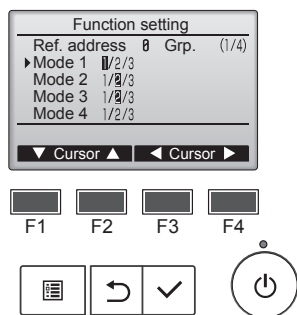 Function setting
Ref. address 0 Grp. (1/4)
Mode 1 1/2/3
Mode 2 1/2/3
Mode 3 1/2/3
Mode 4 1/2/3
▼ Cursor ▲ ◀ Cursor ▶
F1 F2 F3 F4